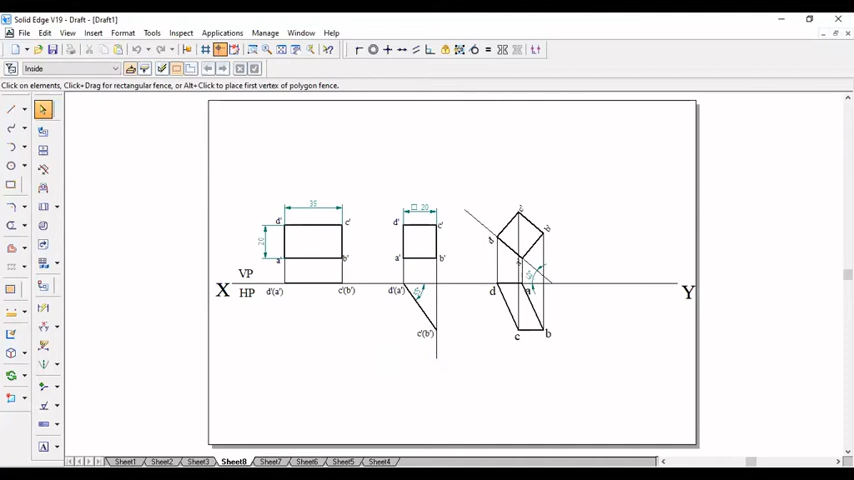 Solid Edge V19 - Draft - [Draft1]
File Edit View Insert Format Tools Inspect Applications Manage Window Help
Inside
Click on elements, Click+Drag for rectangular fence, or Alt+Click to place first vertex of polygon fence.
35
□ 20
d' c' d' c'
20
d b'
a' b' a' b'
VP
X HP Y
d'(a') c'(b') d'(a') d a
c'(b') c b
Sheet1 Sheet2 Sheet3 Sheet8 Sheet7 Sheet6 Sheet5 Sheet4